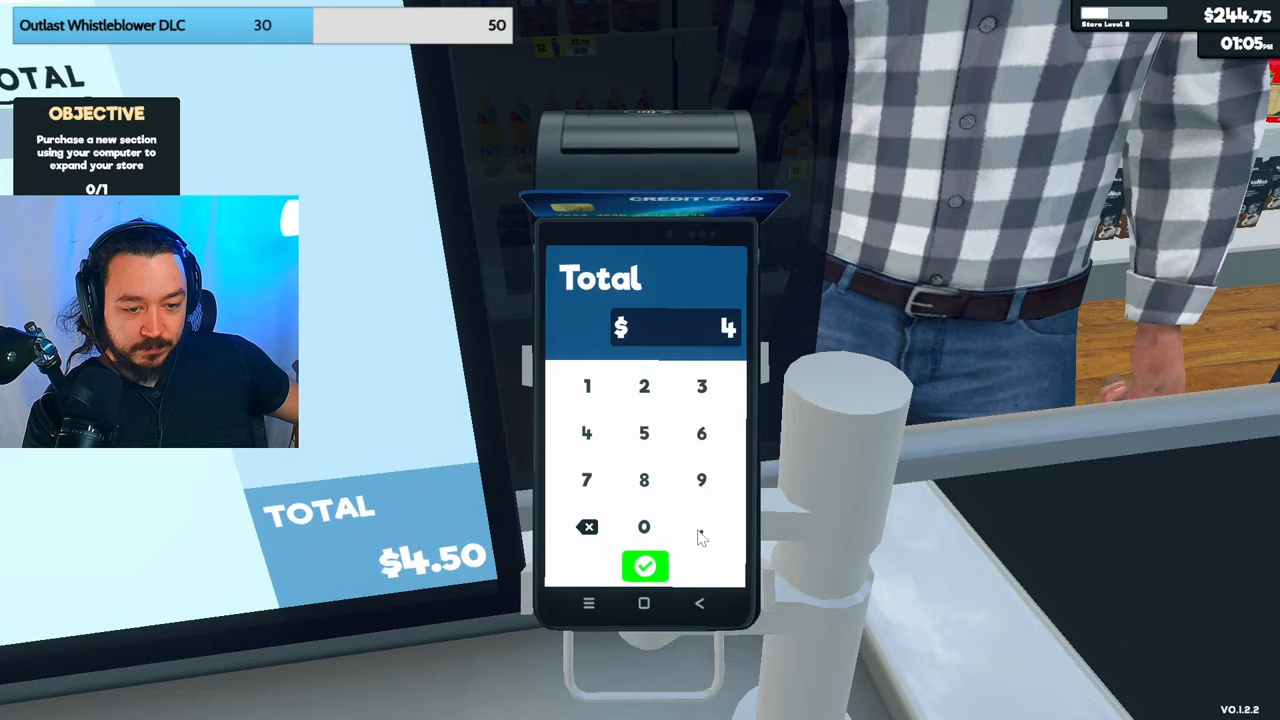 Outlast Whistleblower DLC 30 50
$244.75
Store Level 8
01:05PM
OTAL
OBJECTIVE
Purchase a new section
using your computer to
expand your store
0/1
CREDIT CARD
Total
$ 4
1 2 3
4 5 6
7 8 9
0 .
TOTAL
$4.50
V0.1.2.2